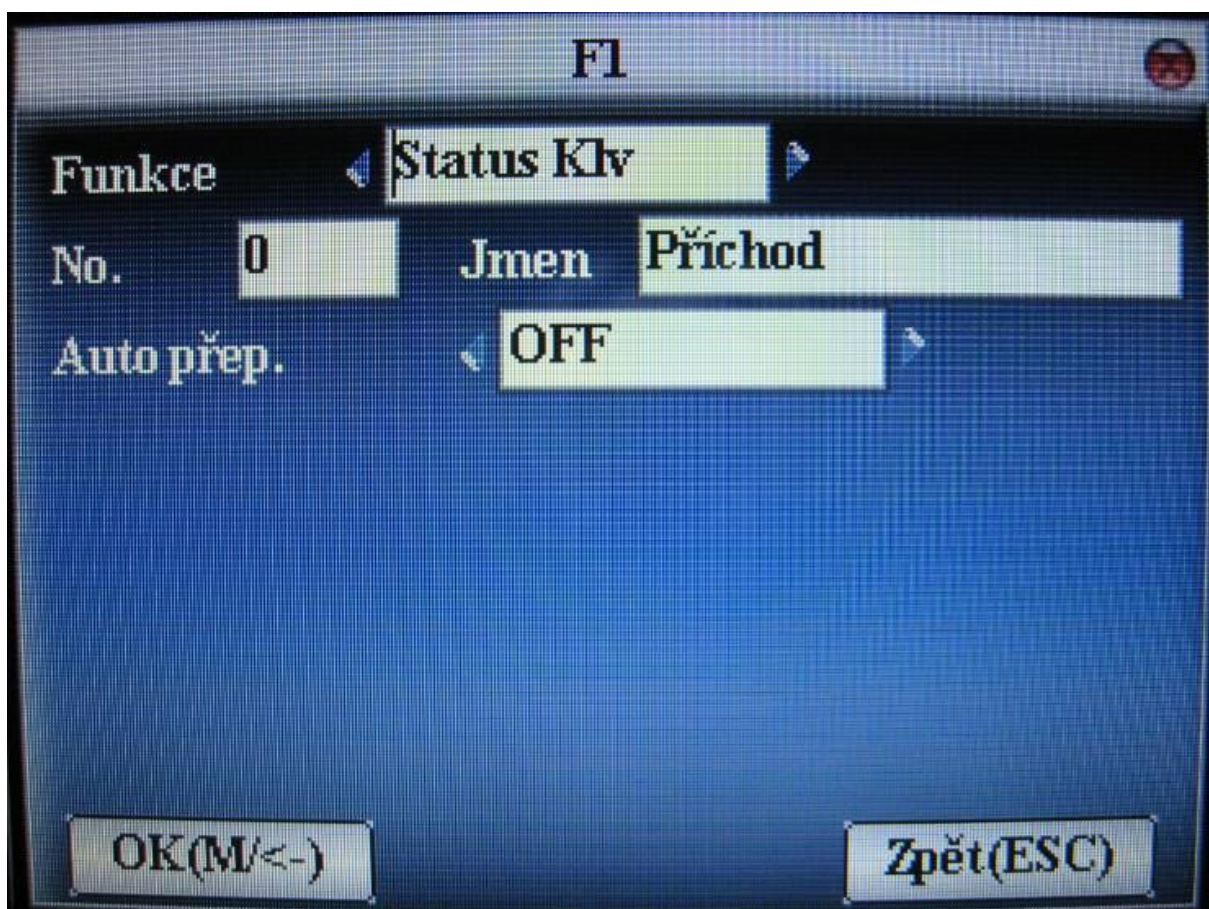 F1
Funkce Status Klv
No. 0 Jmen Příchod
Auto přep. OFF
OK(M/<-) Zpět(ESC)